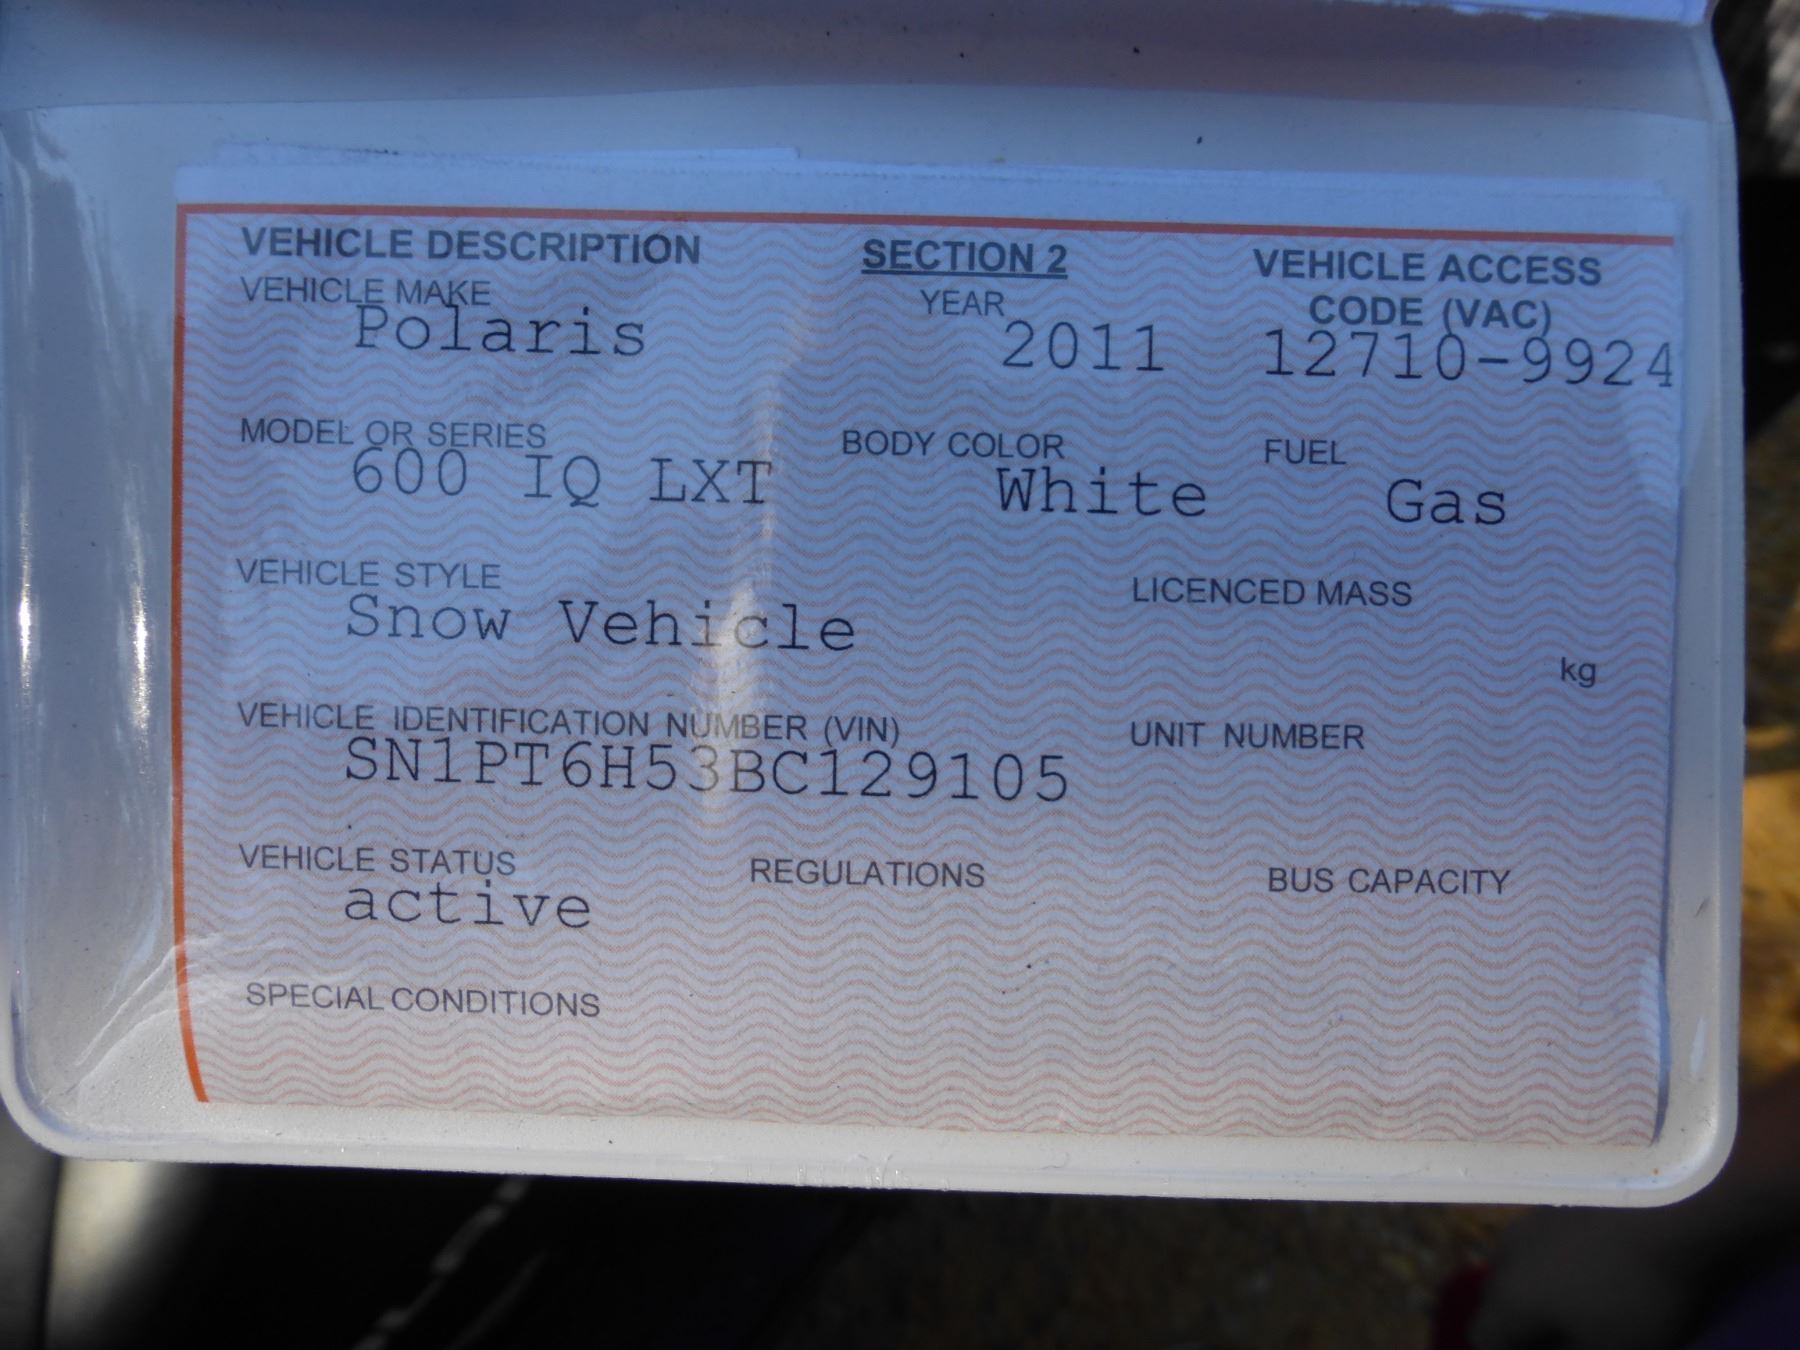 VEHICLE DESCRIPTION SECTION 2 VEHICLE ACCESS
VEHICLE MAKE YEAR CODE (VAC)
Polaris 2011 12710-9924
MODEL OR SERIES BODY COLOR FUEL
600 IQ LXT White Gas
VEHICLE STYLE LICENCED MASS
Snow Vehicle
kg
VEHICLE IDENTIFICATION NUMBER (VIN) UNIT NUMBER
SN1PT6H53BC129105
VEHICLE STATUS REGULATIONS BUS CAPACITY
active
SPECIAL CONDITIONS